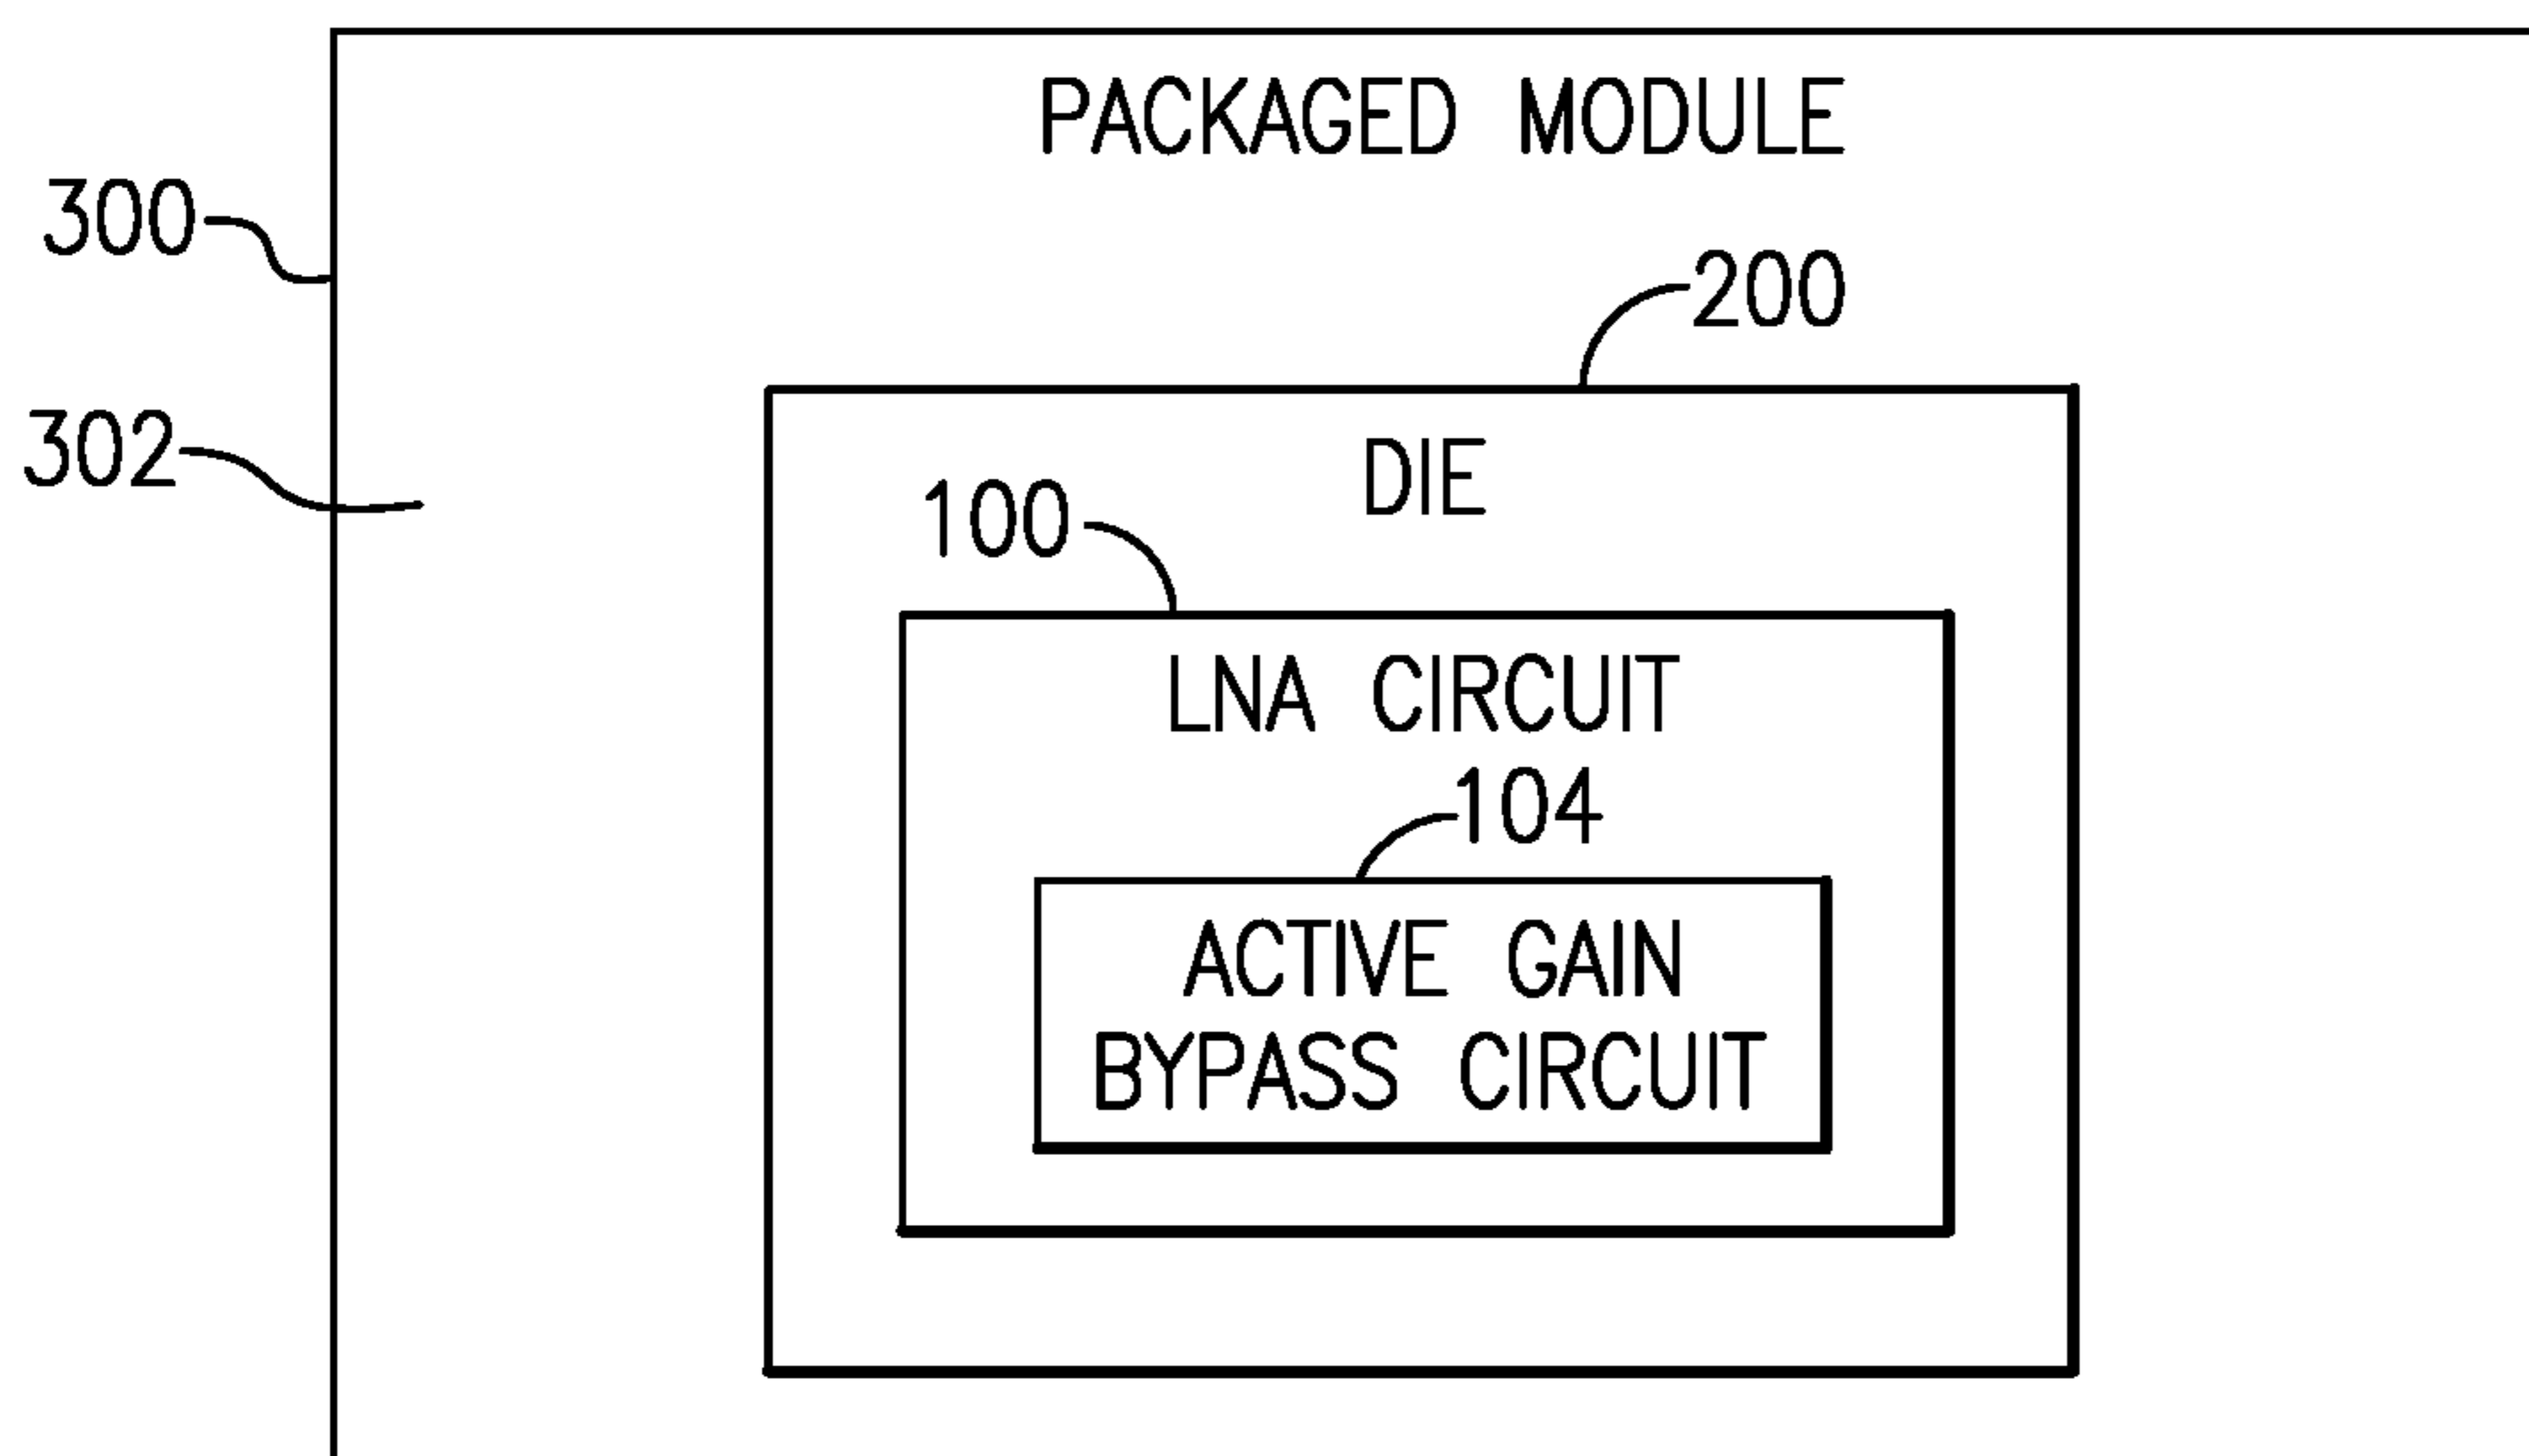 PACKAGED MODULE
300
200
302
DIE
100
LNA CIRCUIT
104
ACTIVE GAIN
BYPASS CIRCUIT